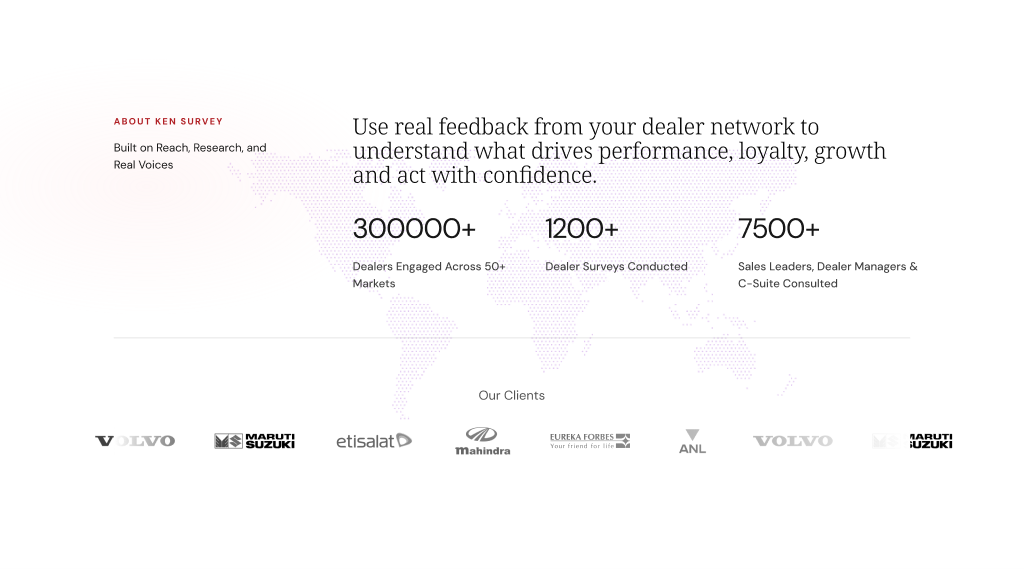 ABOUT KEN SURVEY
Built on Reach, Research, and
Real Voices
Use real feedback from your dealer network to
understand what drives performance, loyalty, growth
and act with confidence.
300000+
1200+
7500+
Dealers Engaged Across 50+
Markets
Dealer Surveys Conducted
Sales Leaders, Dealer Managers &
C-Suite Consulted
Our Clients
VOLVO
MARUTI
SUZUKI
etisalat
mahindra
EUREKA FORBES
Your friend for life
ANL
VOLVO
MARUTI
SUZUKI